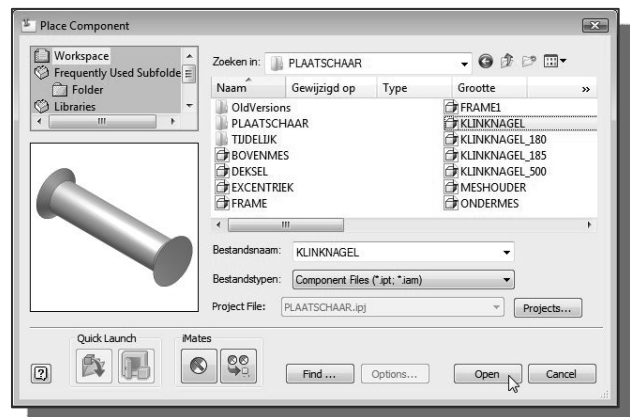 Place Component
Workspace
Frequently Used Subfolde
Folder
Libraries
Zoeken in: PLAATSCHAAR
Naam Gewijzigd op Type Grootte »
OldVersions
PLAATSCHAAR
TIJDELIJK
BOVENMES
DEKSEL
EXCENTRIEK
FRAME
FRAME1
KLINKNAGEL
KLINKNAGEL_180
KLINKNAGEL_185
KLINKNAGEL_500
MESHOUDER
ONDERMES
Bestandsnaam: KLINKNAGEL
Bestandstypen: Component Files (*.ipt; *.iam)
Project File: PLAATSCHAAR.ipj Projects...
Quick Launch iMates
Find ... Options... Open Cancel